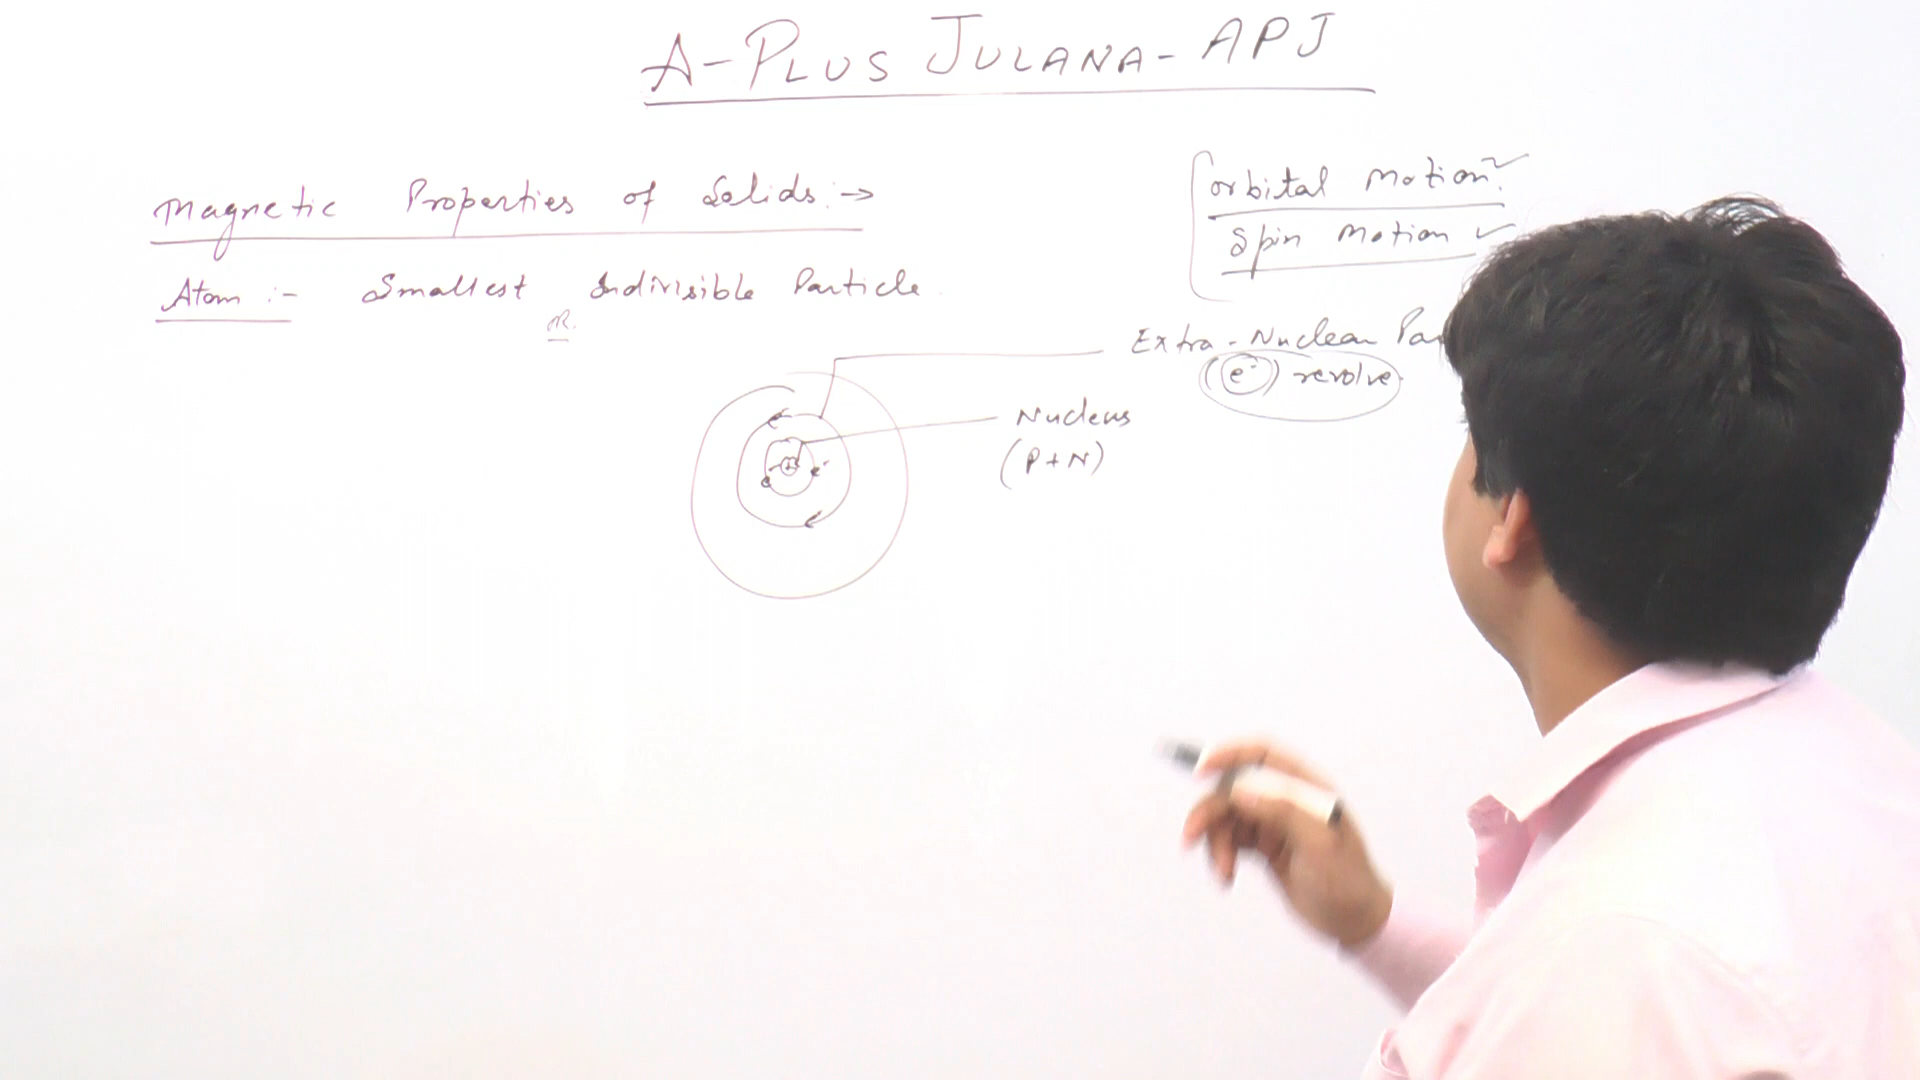 A-PLUS JULANA-APJ
Magnetic Properties of Solids:→
Atom :- Smallest Indivisible Particle.
orbital motion
Spin motion
Extra-Nuclear
(e⁻) revolve
Nucleus
(P+N)
e⁻
+